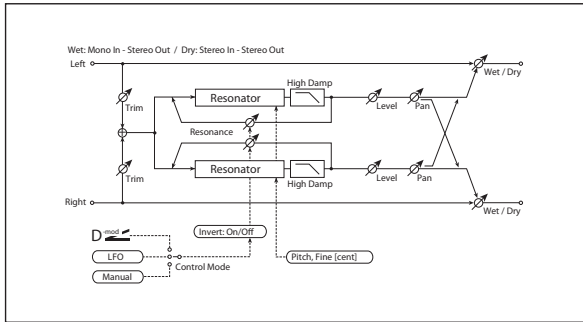 Wet: Mono In - Stereo Out / Dry: Stereo In - Stereo Out
Left
Wet / Dry
High Damp
Trim
Resonator
Level
Pan
Resonance
Resonator
Trim
High Damp
Level
Pan
Right
Wet / Dry
Invert: On/Off
D-mod
LFO
Control Mode
Pitch, Fine [cent]
Manual